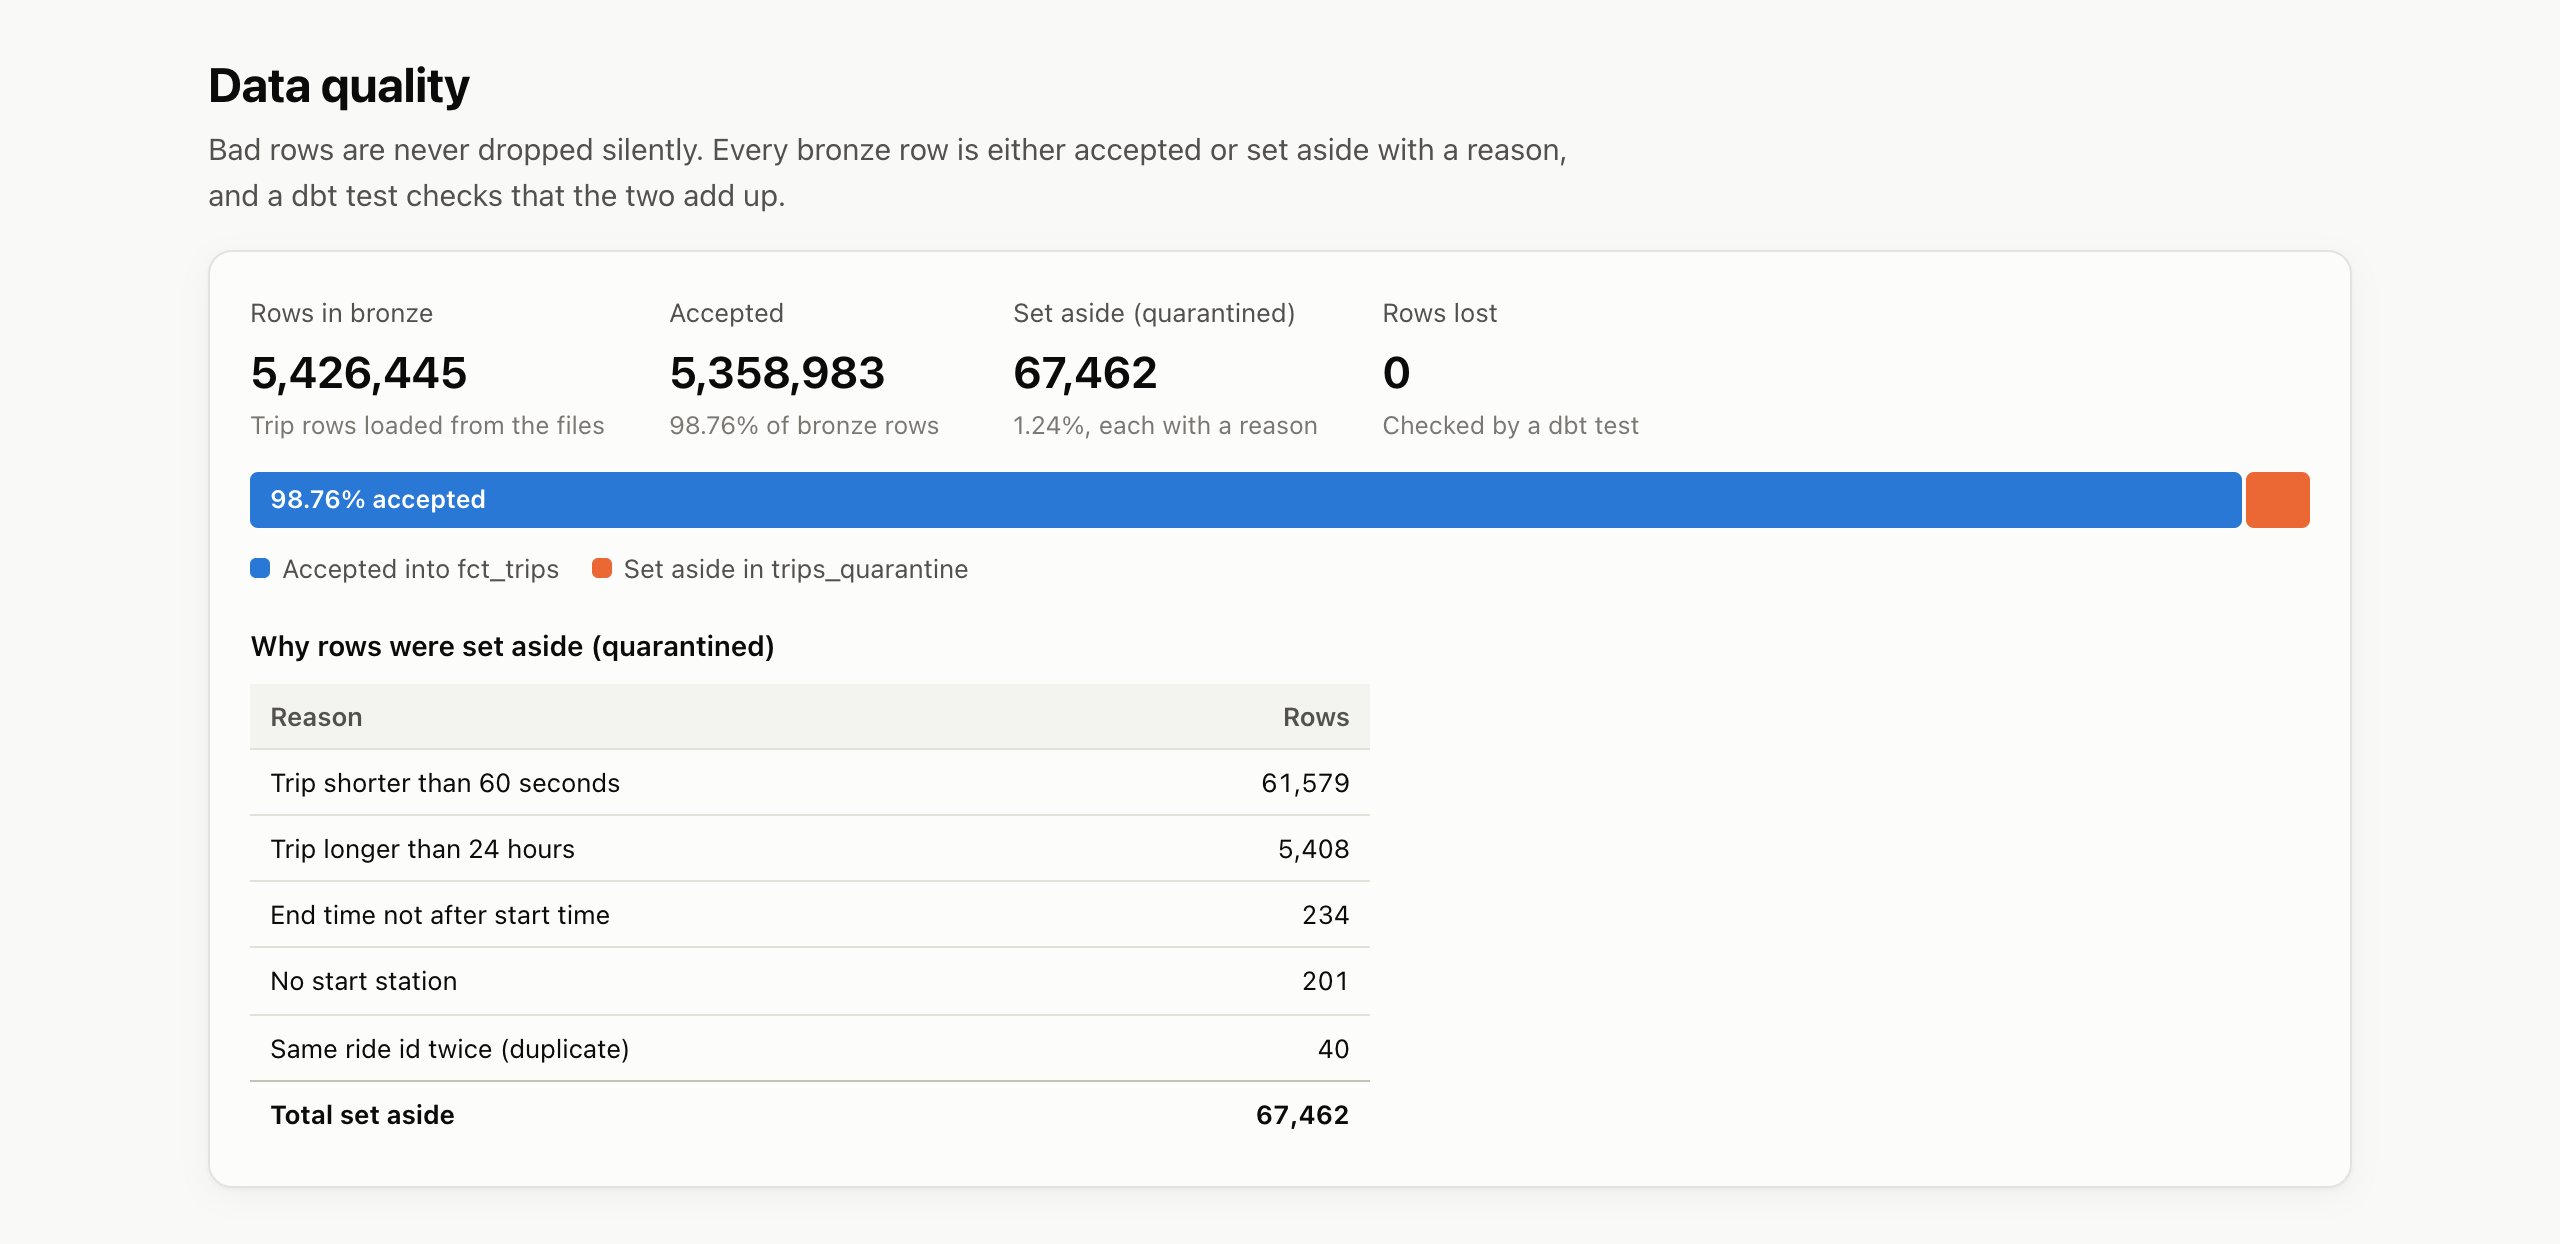 Data quality
Bad rows are never dropped silently. Every bronze row is either accepted or set aside with a reason,
and a dbt test checks that the two add up.
Rows in bronze
5,426,445
Trip rows loaded from the files
Accepted
5,358,983
98.76% of bronze rows
Set aside (quarantined)
67,462
1.24%, each with a reason
Rows lost
0
Checked by a dbt test
98.76% accepted
Accepted into fct_trips
Set aside in trips_quarantine
Why rows were set aside (quarantined)
Reason Rows
Trip shorter than 60 seconds 61,579
Trip longer than 24 hours 5,408
End time not after start time 234
No start station 201
Same ride id twice (duplicate) 40
Total set aside 67,462